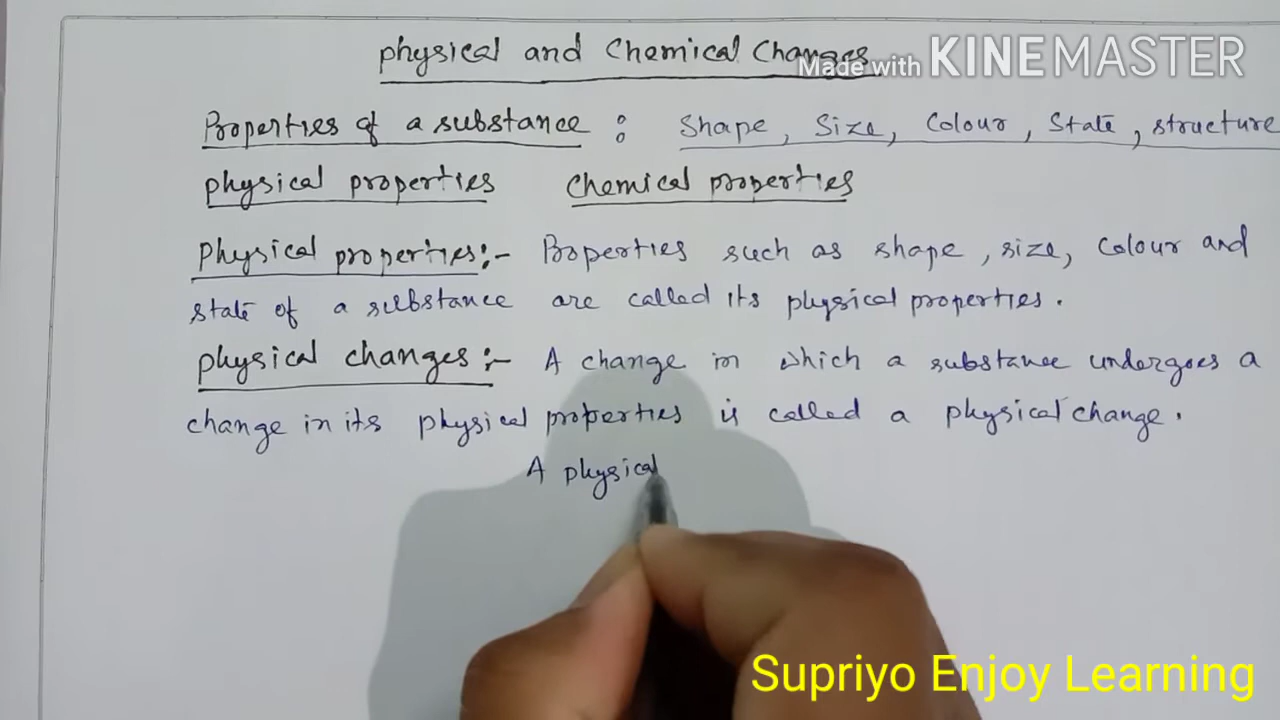 Physical and Chemical Changes
Made with KINEMASTER
Properties of a substance : Shape, Size, Colour, State, structure
physical properties Chemical properties
Physical properties:- Properties such as shape, size, Colour and
state of a substance are called its physical properties.
physical changes:- A change in which a substance undergoes a
change in its physical properties is called a physical change.
A physical
Supriyo Enjoy Learning